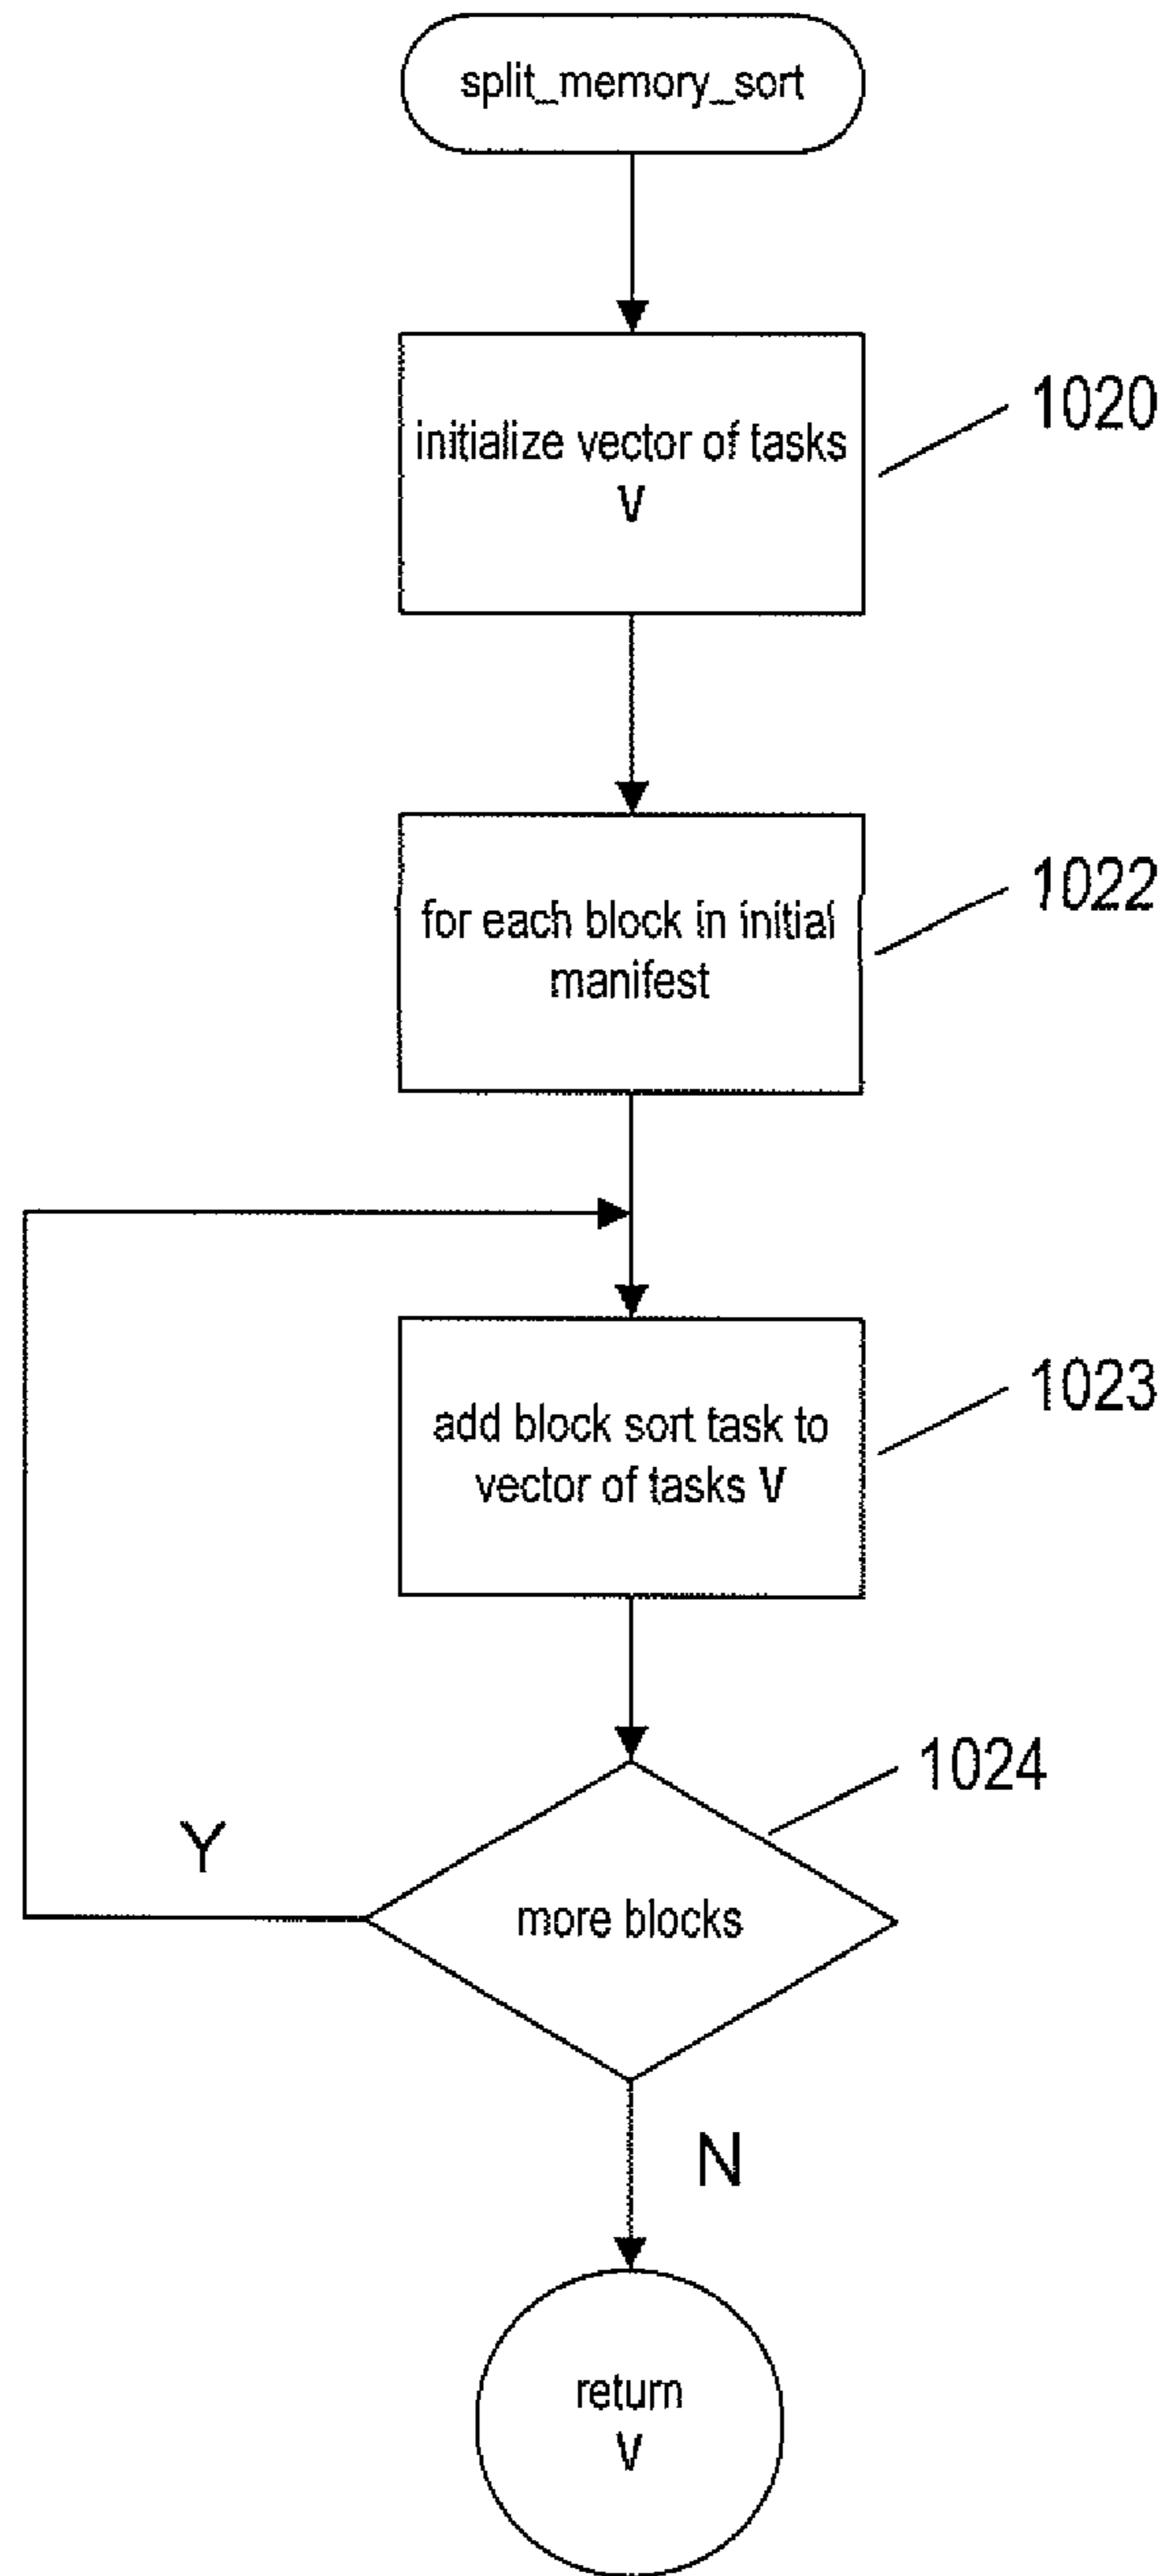 split_memory_sort
initialize vector of tasks
V
1020
for each block in initial
manifest
1022
add block sort task to
vector of tasks V
1023
1024
more blocks
Y
N
return
V